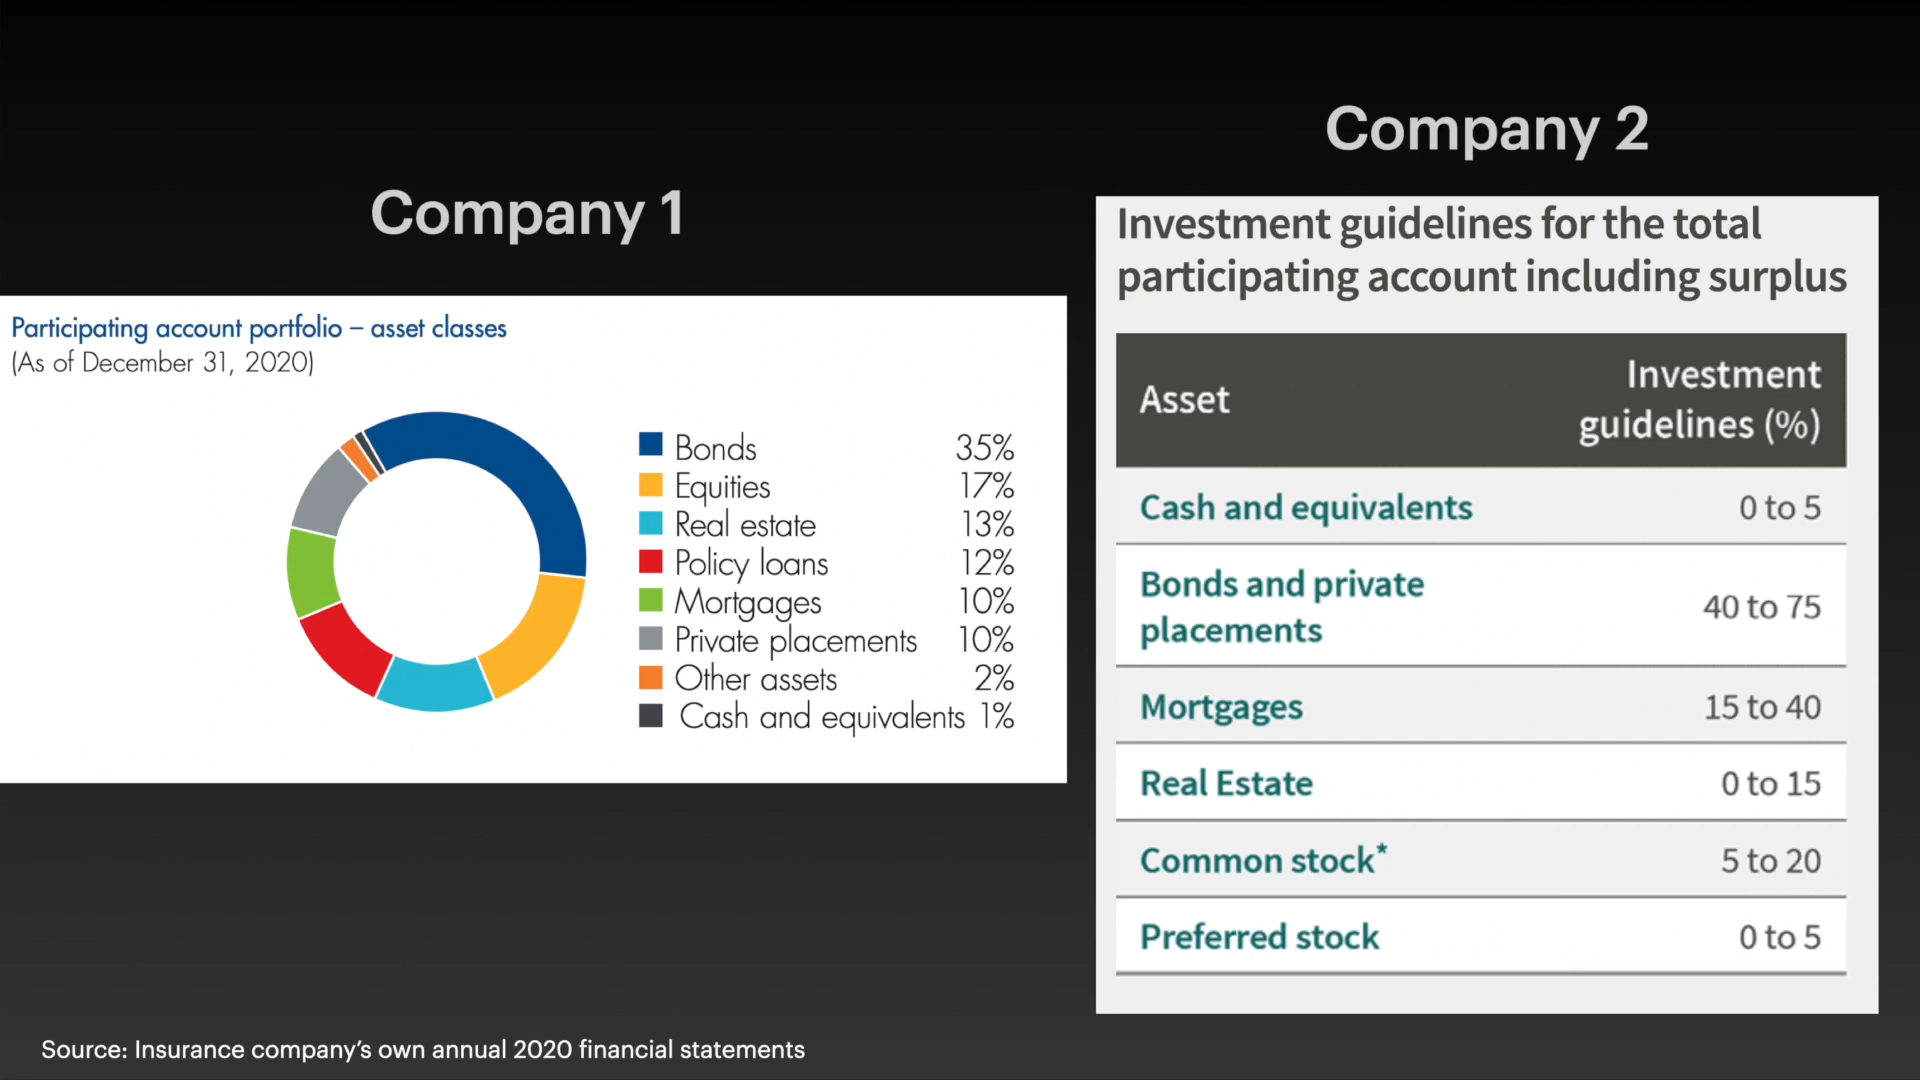 Company 1
Participating account portfolio – asset classes
(As of December 31, 2020)
Bonds 35%
Equities 17%
Real estate 13%
Policy loans 12%
Mortgages 10%
Private placements 10%
Other assets 2%
Cash and equivalents 1%
Company 2
Investment guidelines for the total
participating account including surplus
Asset
Investment
guidelines (%)
Cash and equivalents 0 to 5
Bonds and private
placements
40 to 75
Mortgages 15 to 40
Real Estate 0 to 15
Common stock* 5 to 20
Preferred stock 0 to 5
Source: Insurance company’s own annual 2020 financial statements